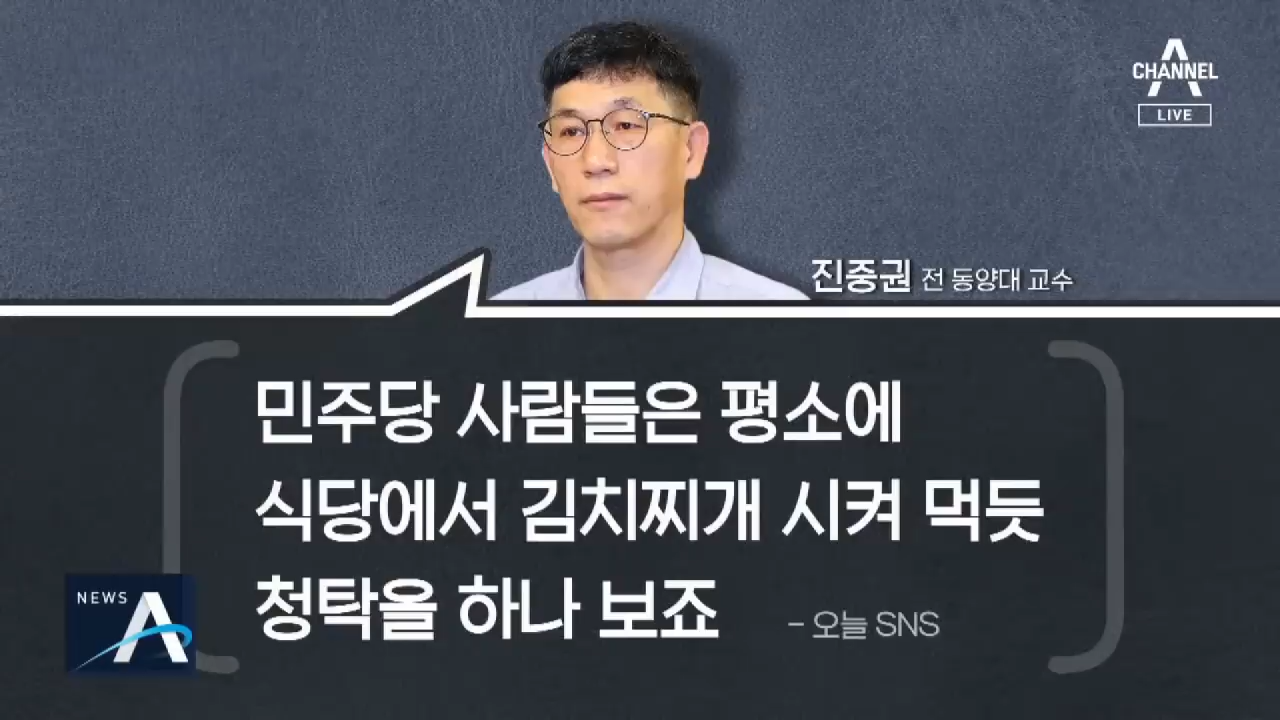 CHANNEL
LIVE
진중권 전 동양대 교수
민주당 사람들은 평소에
식당에서 김치찌개 시켜 먹듯
청탁을 하나 보죠
- 오늘 SNS
NEWS A